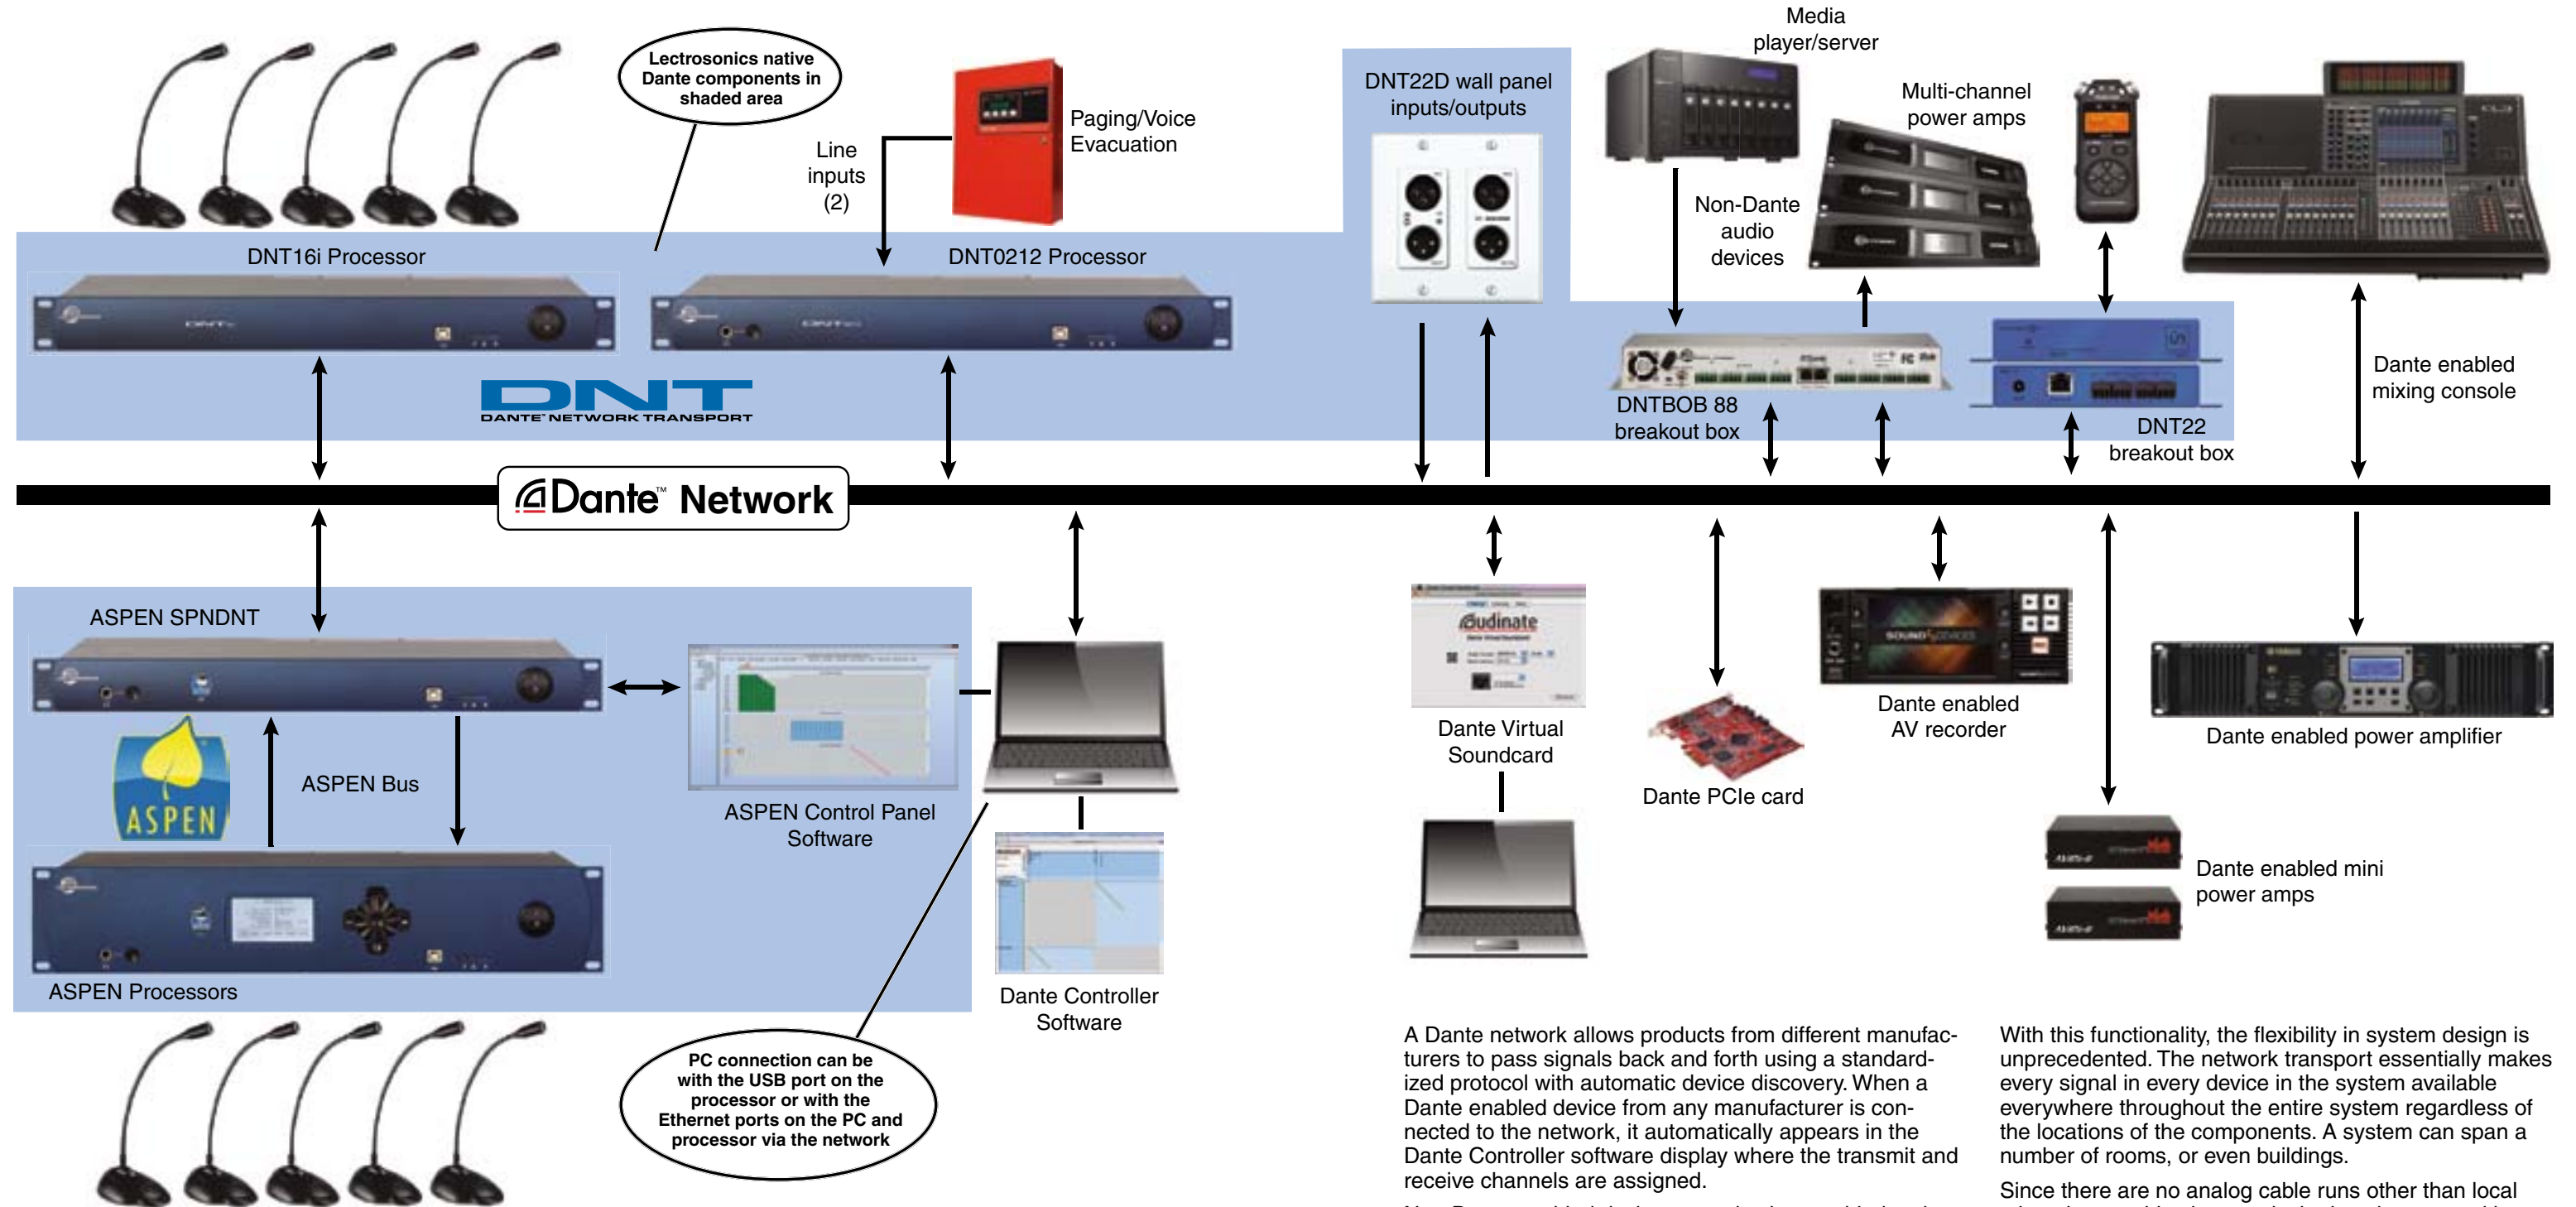 Lectrosonics native
Dante components in
shaded area
Line
inputs
(2)
Paging/Voice
Evacuation
DNT22D wall panel
inputs/outputs
Media
player/server
Multi-channel
power amps
Non-Dante
audio
devices
DNT16i Processor
DNT0212 Processor
DNT
DANTE™ NETWORK TRANSPORT
DNTBOB 88
breakout box
DNT22
breakout box
Dante enabled
mixing console
Dante™ Network
ASPEN SPNDNT
ASPEN
ASPEN Bus
ASPEN Processors
ASPEN Control Panel
Software
Dante Controller
Software
PC connection can be
with the USB port on the
processor or with the
Ethernet ports on the PC and
processor via the network
Audinate
Dante Virtual
Soundcard
Dante PCIe card
SOUND DEVICES
Dante enabled
AV recorder
Dante enabled mini
power amps
Dante enabled power amplifier
A Dante network allows products from different manufac-
turers to pass signals back and forth using a standard-
ized protocol with automatic device discovery. When a
Dante enabled device from any manufacturer is con-
nected to the network, it automatically appears in the
Dante Controller software display where the transmit and
receive channels are assigned.
With this functionality, the flexibility in system design is
unprecedented. The network transport essentially makes
every signal in every device in the system available
everywhere throughout the entire system regardless of
the locations of the components. A system can span a
number of rooms, or even buildings.
Since there are no analog cable runs other than local